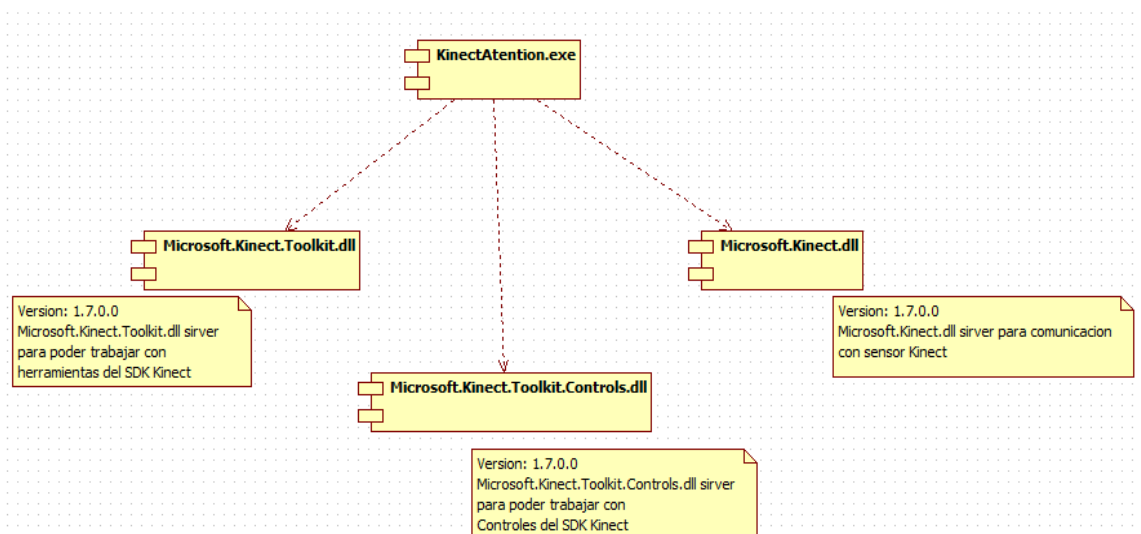 KinectAtention.exe
Microsoft.Kinect.Toolkit.dll
Microsoft.Kinect.dll
Version: 1.7.0.0
Microsoft.Kinect.Toolkit.dll sirver
para poder trabajar con
herramientas del SDK Kinect
Version: 1.7.0.0
Microsoft.Kinect.dll sirver para comunicacion
con sensor Kinect
Microsoft.Kinect.Toolkit.Controls.dll
Version: 1.7.0.0
Microsoft.Kinect.Toolkit.Controls.dll sirver
para poder trabajar con
Controles del SDK Kinect